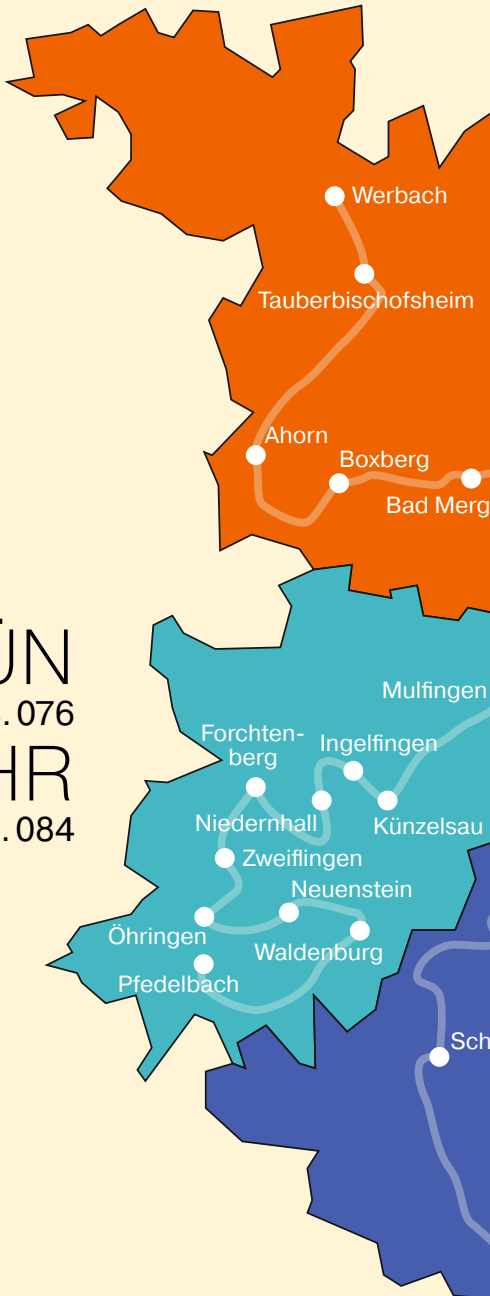 Werbach
Tauberbischofsheim
Ahorn
Boxberg
Bad Merg
ÜN
. 076
HR
. 084
Mulfingen
Forchten-
berg
Ingelfingen
Niedernhall
Künzelsau
Zweiflingen
Neuenstein
Öhringen
Waldenburg
Pfedelbach
Sch